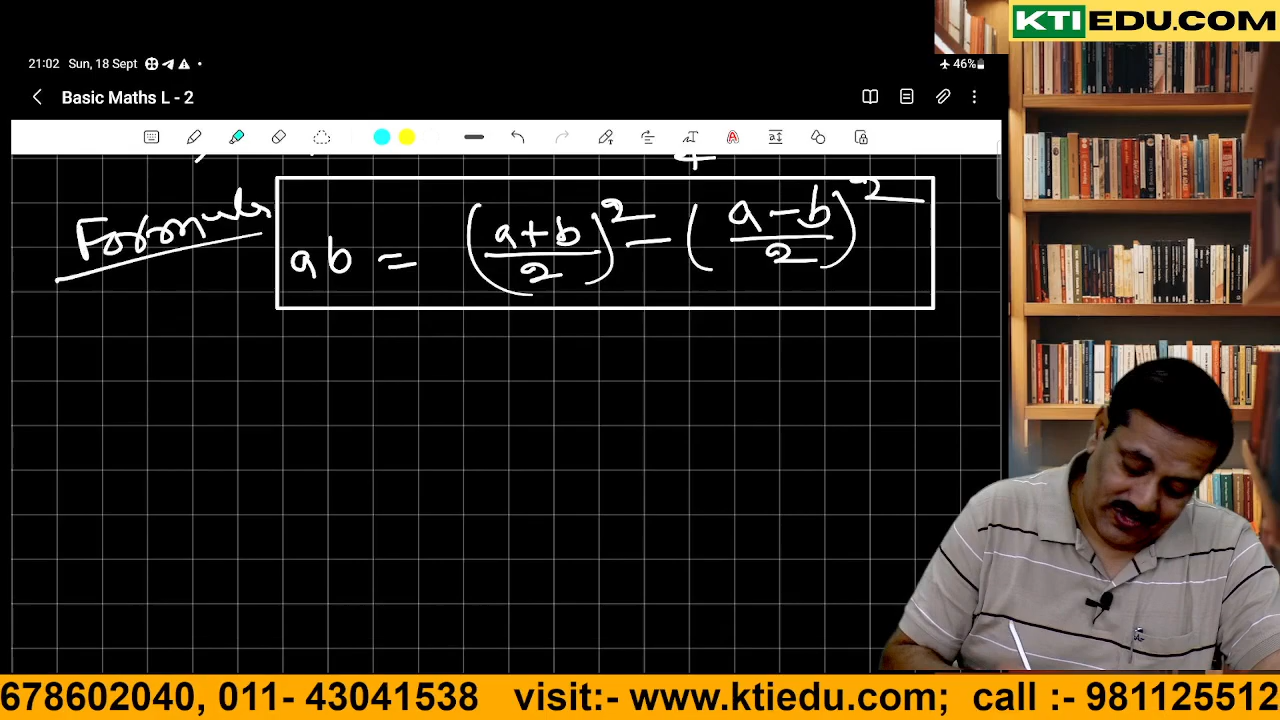 KTIEDU.COM
21:02 Sun, 18 Sept 46%
Basic Maths L - 2
Formula
ab = (a+b/2)² – (a–b/2)²
678602040, 011- 43041538 visit:- www.ktiedu.com; call :- 981125512